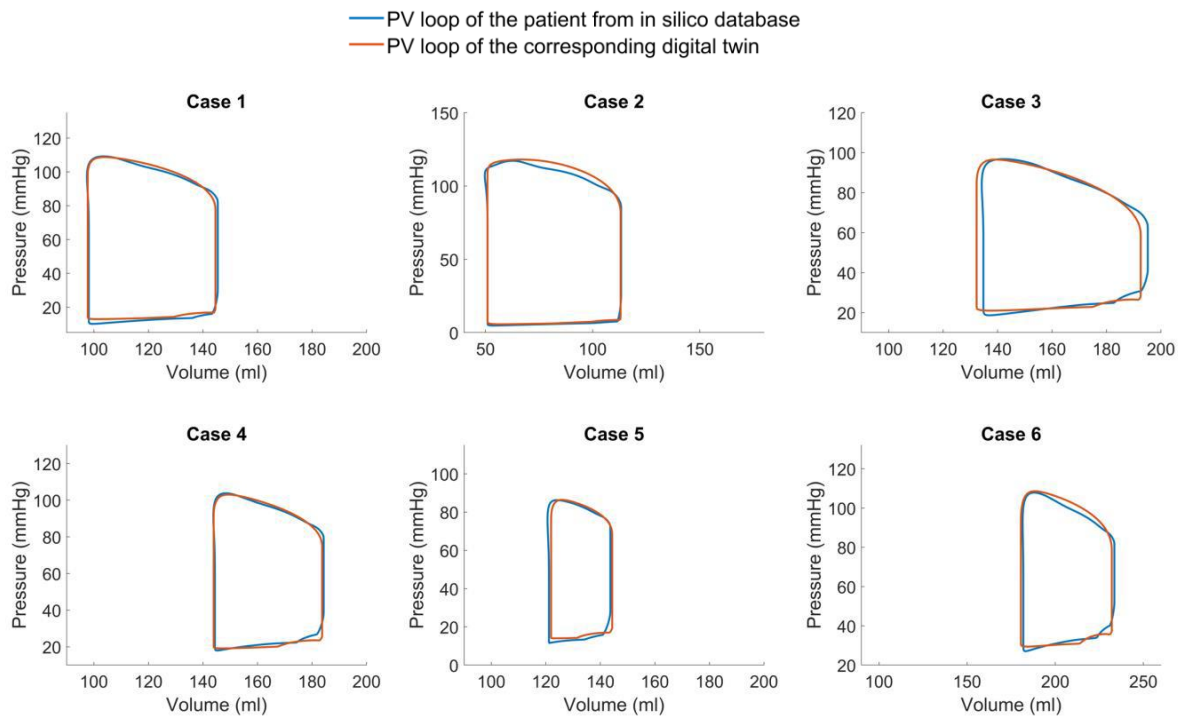 PV loop of the patient from in silico database
PV loop of the corresponding digital twin
Case 1
Pressure (mmHg)
120
100
80
60
40
20
100 120 140 160 180 200
Volume (ml)
Case 2
Pressure (mmHg)
150
100
50
0
50 100 150
Volume (ml)
Case 3
Pressure (mmHg)
120
100
80
60
40
20
100 120 140 160 180 200
Volume (ml)
Case 4
Pressure (mmHg)
120
100
80
60
40
20
100 120 140 160 180 200
Volume (ml)
Case 5
Pressure (mmHg)
100
80
60
40
20
0
100 120 140 160 180 200
Volume (ml)
Case 6
Pressure (mmHg)
120
100
80
60
40
20
100 150 200 250
Volume (ml)